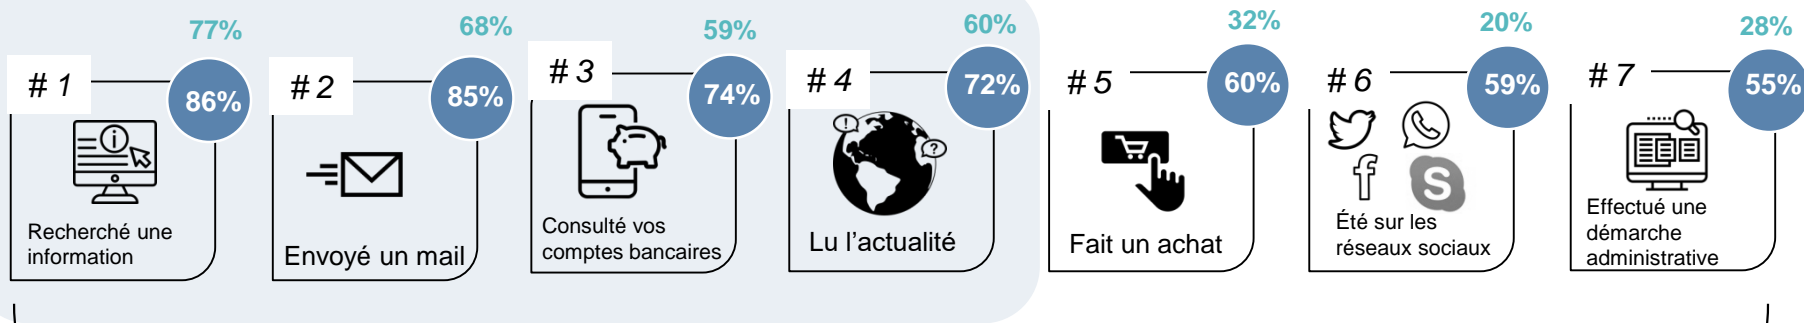 77%
# 1
86%
Recherché une
information
68%
# 2
85%
Envoyé un mail
59%
# 3
74%
Consulté vos
comptes bancaires
60%
# 4
72%
! ?
Lu l’actualité
32%
# 5
60%
Fait un achat
20%
# 6
59%
Été sur les
réseaux sociaux
28%
# 7
55%
Effectué une
démarche
administrative